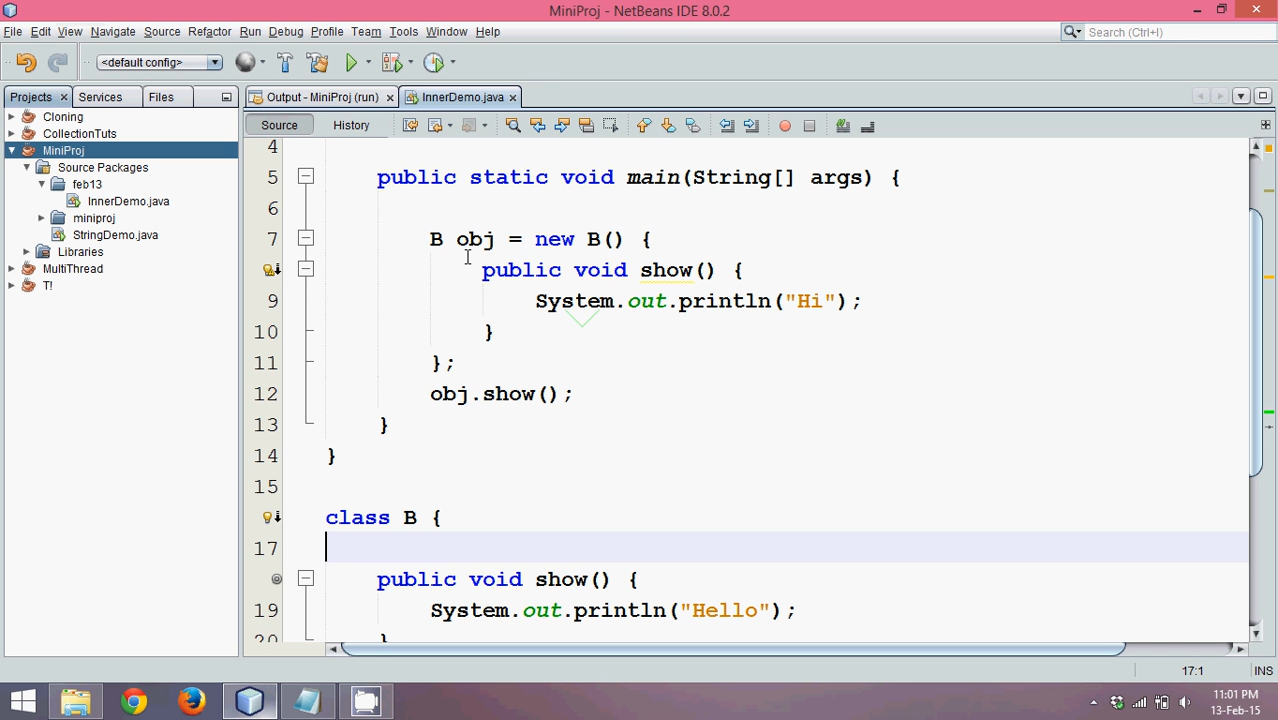 MiniProj - NetBeans IDE 8.0.2
File Edit View Navigate Source Refactor Run Debug Profile Team Tools Window Help
Search (Ctrl+I)
<default config>
Projects Services Files
Output - MiniProj (run) InnerDemo.java
Source History
Cloning
CollectionTuts
MiniProj
Source Packages
feb13
InnerDemo.java
miniproj
StringDemo.java
Libraries
MultiThread
T!
4
5 public static void main(String[] args) {
6
7 B obj = new B() {
public void show() {
9 System.out.println("Hi");
10 }
11 };
12 obj.show();
13 }
14 }
15
class B {
17
public void show() {
19 System.out.println("Hello");
20 }
17:1 INS
11:01 PM
13-Feb-15